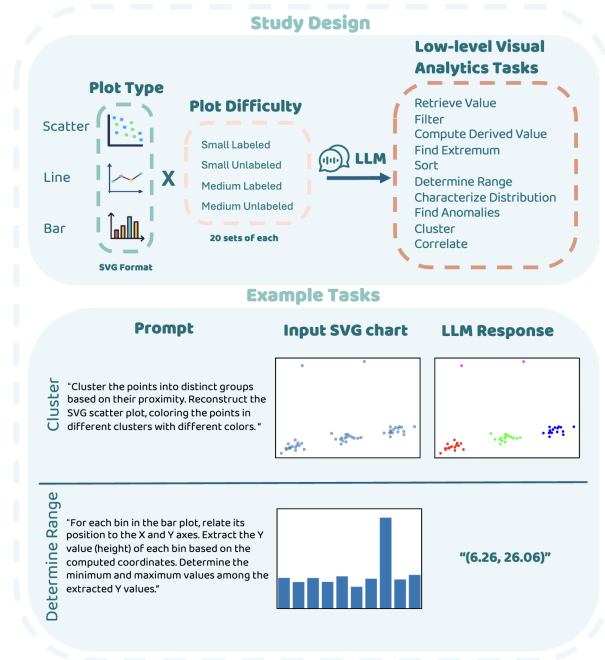 Study Design
Plot Type
Scatter
Line
Bar
SVG Format
X
Plot Difficulty
Small Labeled
Small Unlabeled
Medium Labeled
Medium Unlabeled
20 sets of each
LLM
Low-level Visual
Analytics Tasks
Retrieve Value
Filter
Compute Derived Value
Find Extremum
Sort
Determine Range
Characterize Distribution
Find Anomalies
Cluster
Correlate
Example Tasks
Prompt
Input SVG chart
LLM Response
Cluster
"Cluster the points into distinct groups
based on their proximity. Reconstruct the
SVG scatter plot, coloring the points in
different clusters with different colors."
Determine Range
"For each bin in the bar plot, relate its
position to the X and Y axes. Extract the Y
value (height) of each bin based on the
computed coordinates. Determine the
minimum and maximum values among the
extracted Y values."
"(6.26, 26.06)"